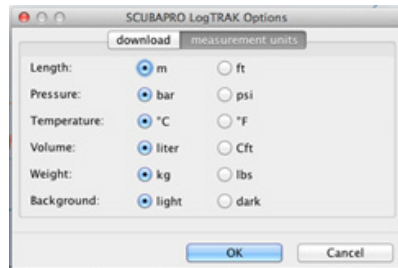 SCUBAPRO LogTRAK Options
download measurement units
Length: m ft
Pressure: bar psi
Temperature: °C °F
Volume: liter Cft
Weight: kg lbs
Background: light dark
OK Cancel